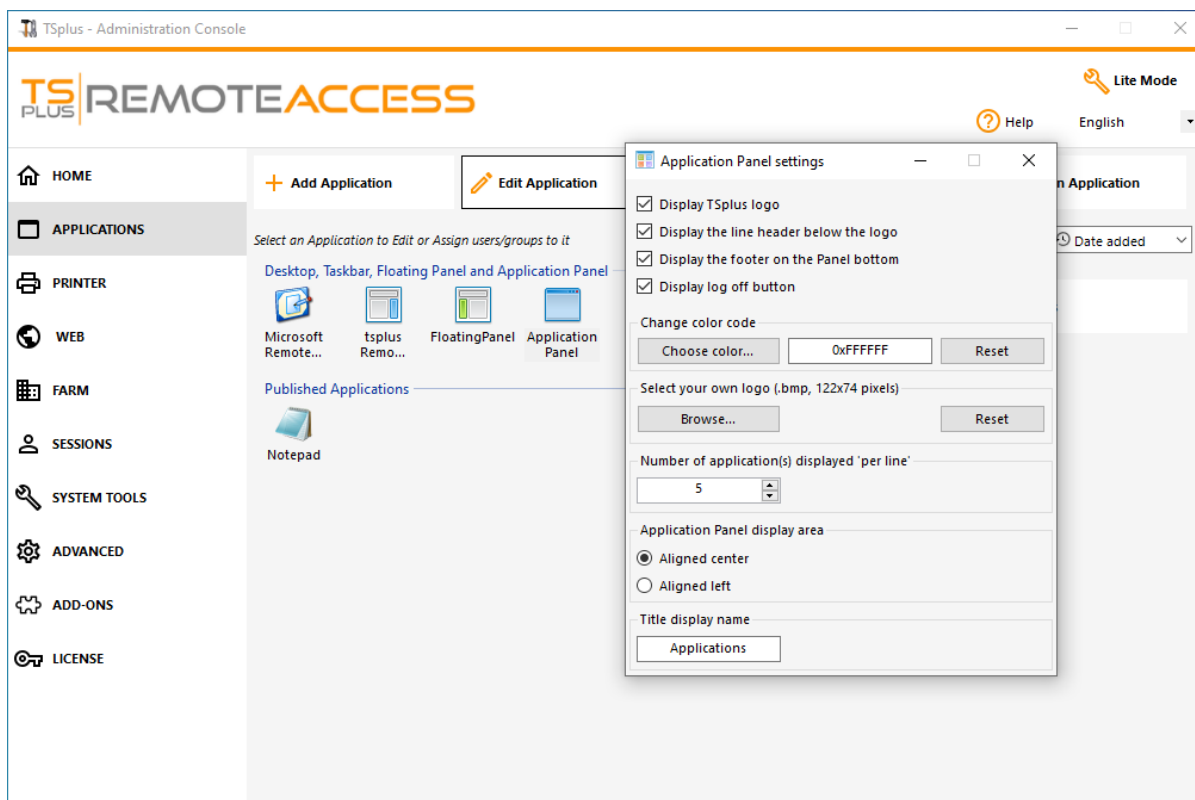 TSplus - Administration Console
TS PLUS REMOTEACCESS
Lite Mode
Help
English
HOME
APPLICATIONS
PRINTER
WEB
FARM
SESSIONS
SYSTEM TOOLS
ADVANCED
ADD-ONS
LICENSE
Add Application
Edit Application
n Application
Select an Application to Edit or Assign users/groups to it
Date added
Desktop, Taskbar, Floating Panel and Application Panel
Microsoft Remote...
tsplus Remo...
FloatingPanel
Application Panel
Published Applications
Notepad
Application Panel settings
Display TSplus logo
Display the line header below the logo
Display the footer on the Panel bottom
Display log off button
Change color code
Choose color...
0xFFFFFF
Reset
Select your own logo (.bmp, 122x74 pixels)
Browse...
Reset
Number of application(s) displayed 'per line'
5
Application Panel display area
Aligned center
Aligned left
Title display name
Applications